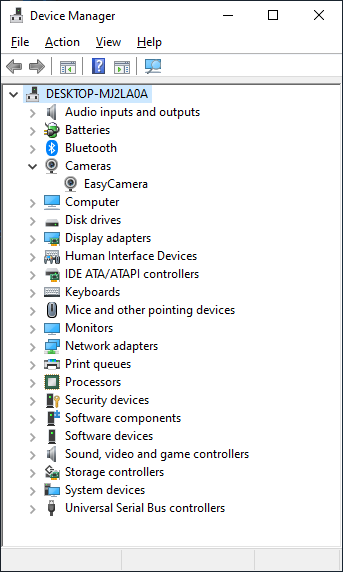 Device Manager
File Action View Help
DESKTOP-MJ2LA0A
Audio inputs and outputs
Batteries
Bluetooth
Cameras
EasyCamera
Computer
Disk drives
Display adapters
Human Interface Devices
IDE ATA/ATAPI controllers
Keyboards
Mice and other pointing devices
Monitors
Network adapters
Print queues
Processors
Security devices
Software components
Software devices
Sound, video and game controllers
Storage controllers
System devices
Universal Serial Bus controllers